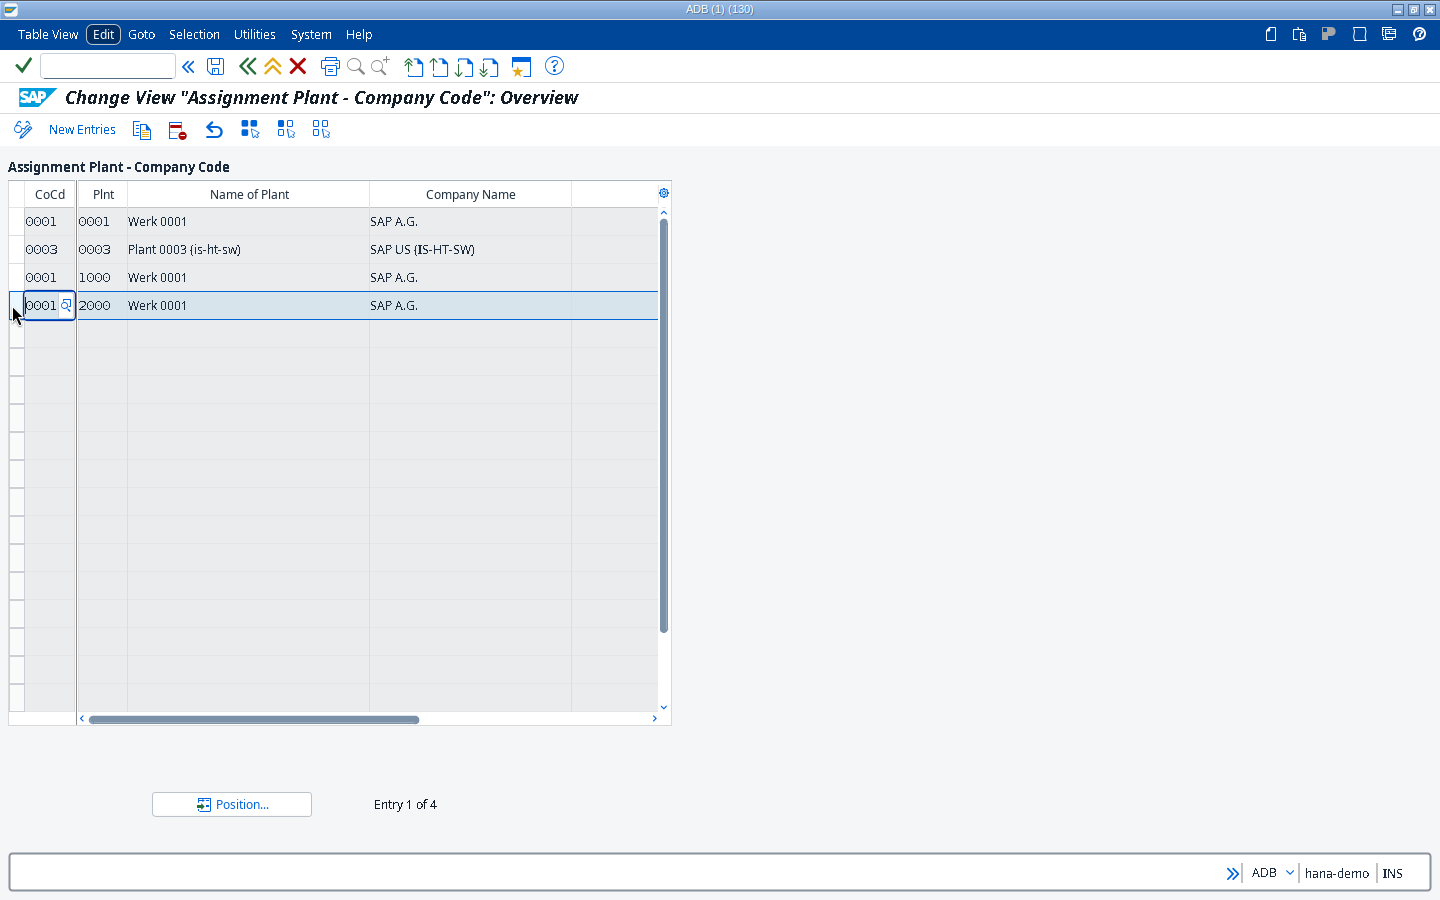 ADB (1) (130)
Table View Edit Goto Selection Utilities System Help
SAP Change View "Assignment Plant - Company Code": Overview
New Entries
Assignment Plant - Company Code
CoCd Plnt Name of Plant Company Name
0001 0001 Werk 0001 SAP A.G.
0003 0003 Plant 0003 (is-ht-sw) SAP US (IS-HT-SW)
0001 1000 Werk 0001 SAP A.G.
0001 2000 Werk 0001 SAP A.G.
Position... Entry 1 of 4
ADB hana-demo INS